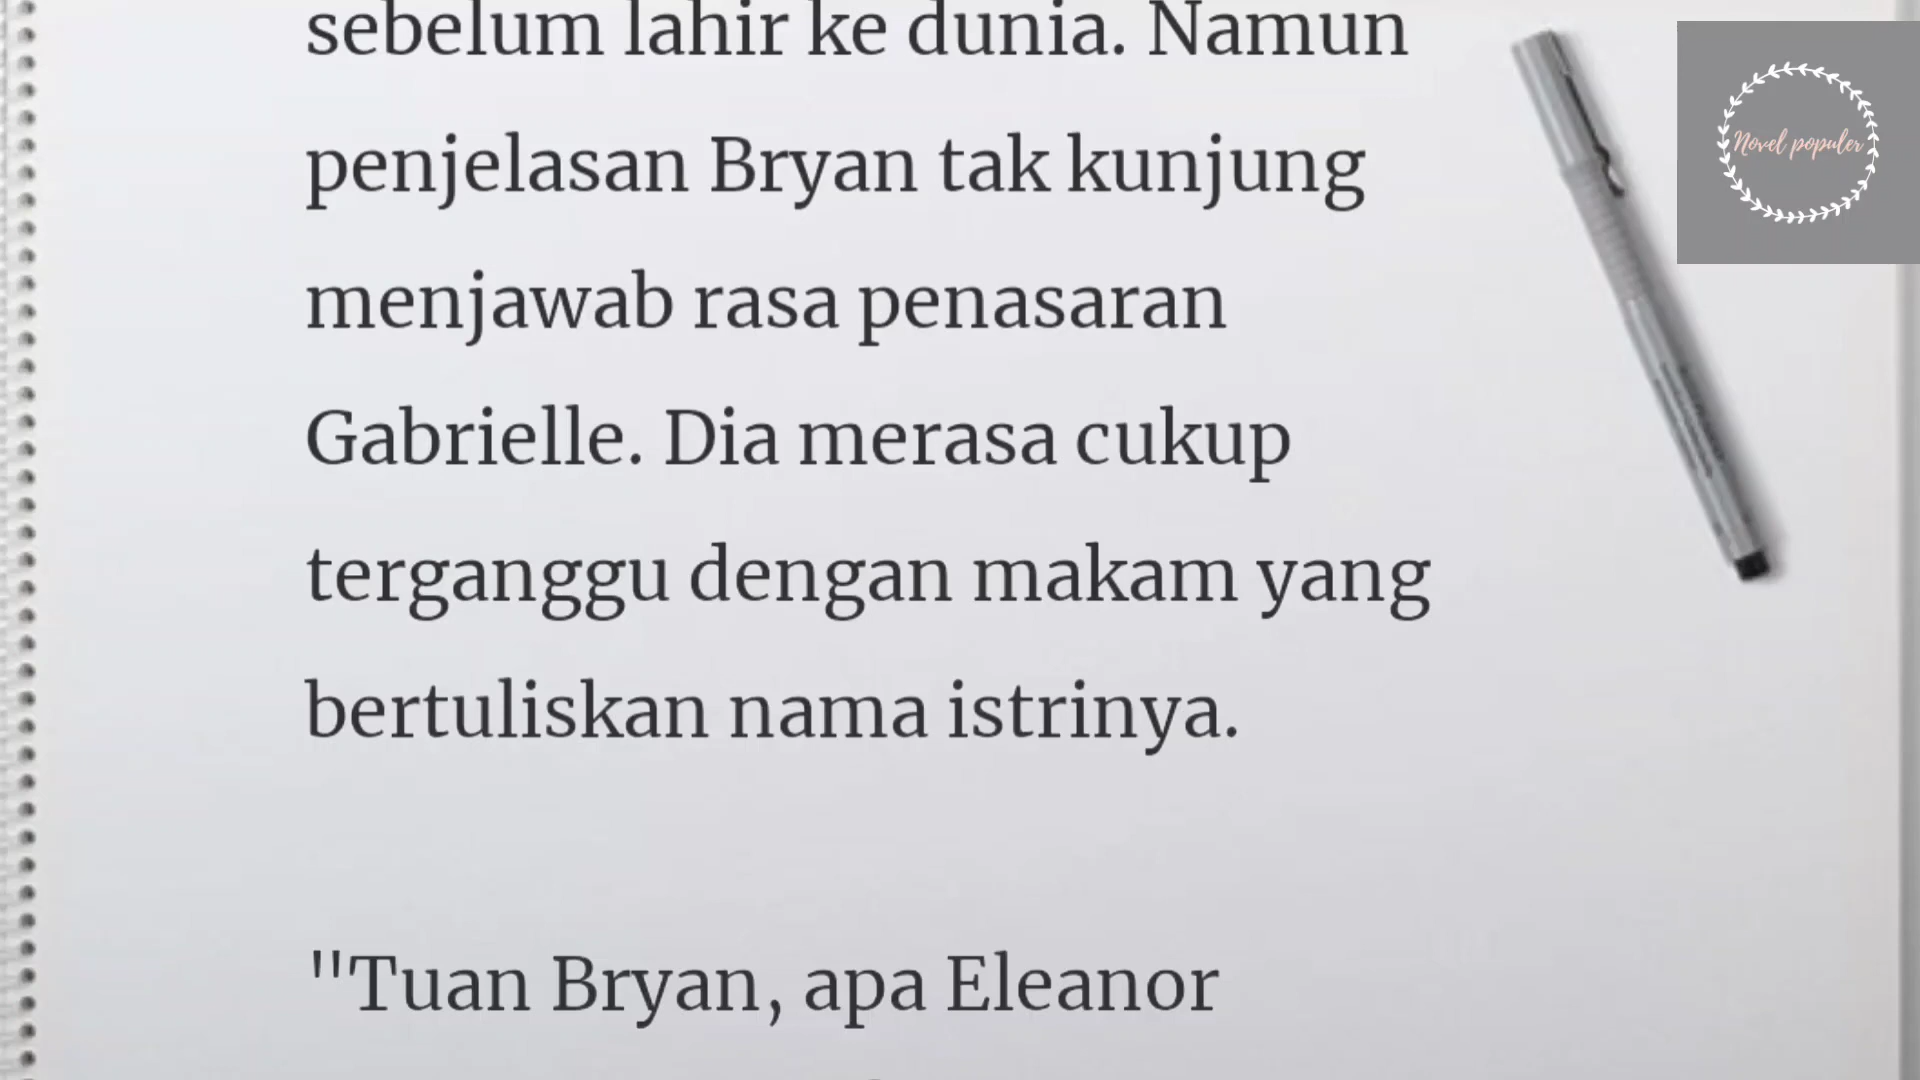 sebelum lahir ke dunia. Namun
penjelasan Bryan tak kunjung
menjawab rasa penasaran
Gabrielle. Dia merasa cukup
terganggu dengan makam yang
bertuliskan nama istrinya.
"Tuan Bryan, apa Eleanor
Novel populer